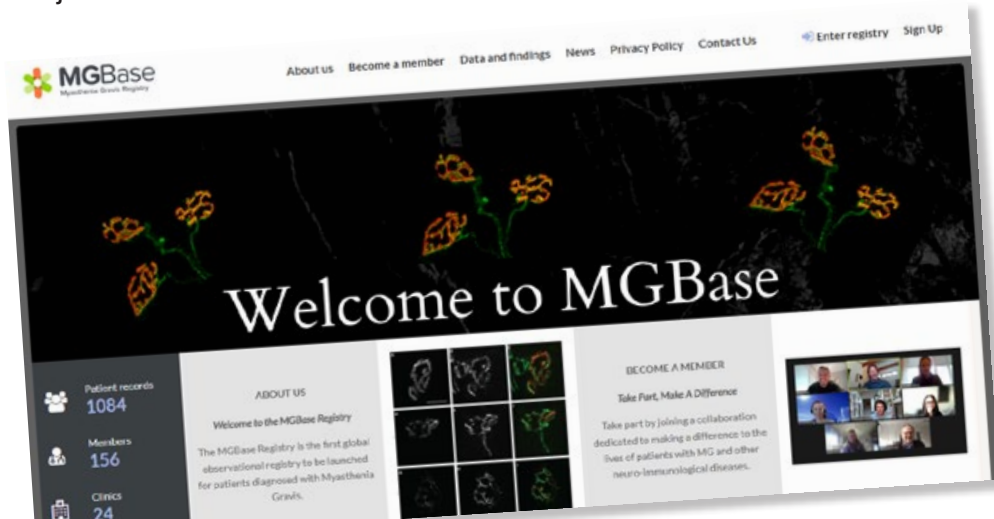 MGBase
Myasthenia Gravis Registry
About us Become a member Data and findings News Privacy Policy Contact Us Enter registry Sign Up
Welcome to MGBase
Patient records
1084
Members
156
Clinics
24
ABOUT US
Welcome to the MGBase Registry
The MGBase Registry is the first global
observational registry to be launched
for patients diagnosed with Myasthenia
Gravis.
BECOME A MEMBER
Take Part, Make A Difference
Take part by joining a collaboration
dedicated to making a difference to the
lives of patients with MG and other
neuro-immunological diseases.